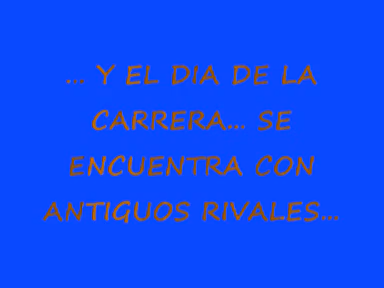 ... Y EL DIA DE LA
CARRERA... SE
ENCUENTRA CON
ANTIGUOS RIVALES...